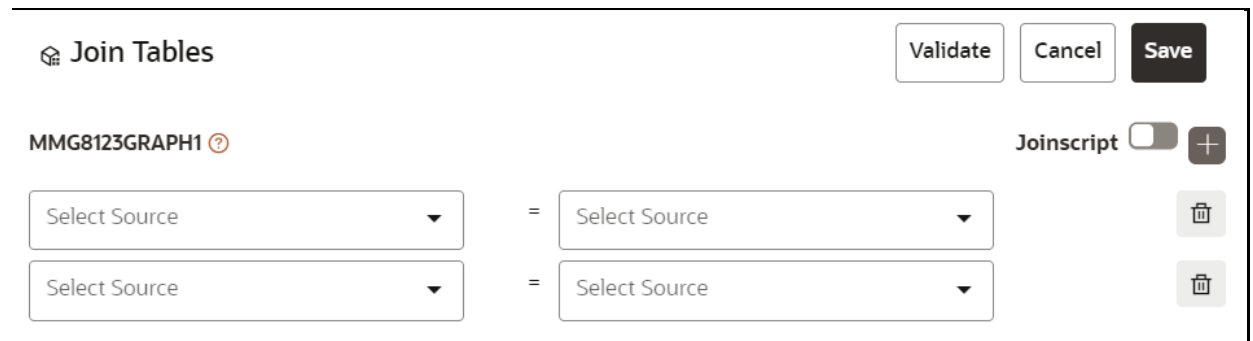 Join Tables Validate Cancel Save
MMG8123GRAPH1 ? Joinscript +
Select Source = Select Source
Select Source = Select Source